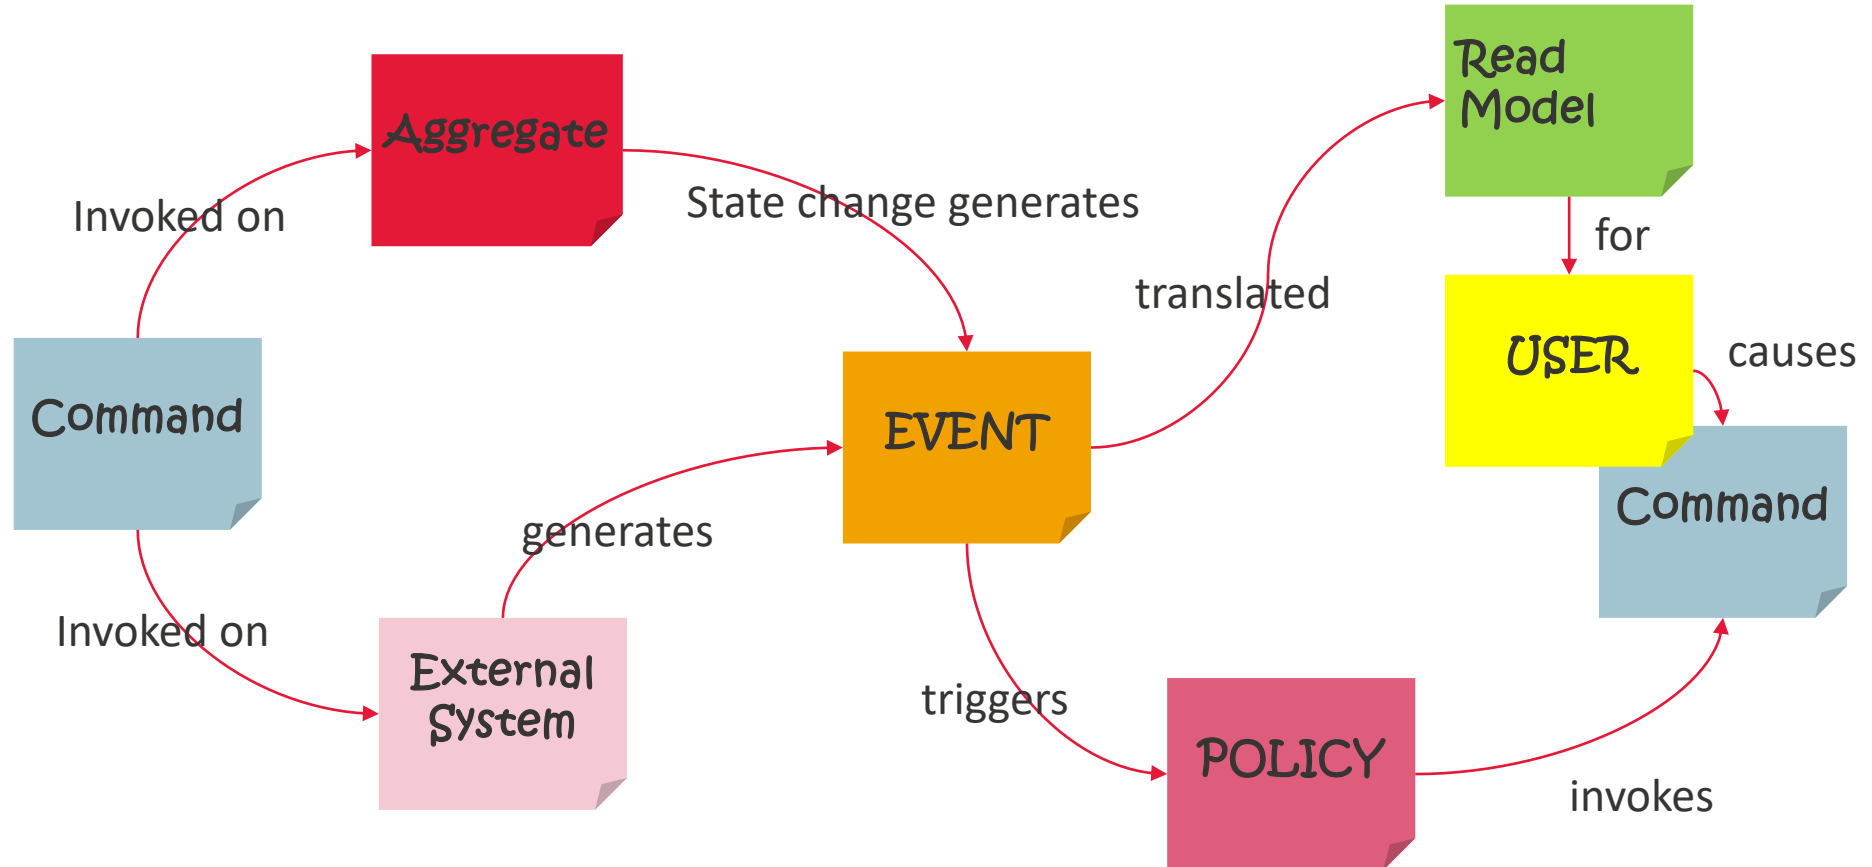 Read
Model
Aggregate
Invoked on
State change generates
for
translated
USER
causes
Command
EVENT
Command
generates
Invoked on
External
System
triggers
POLICY
invokes